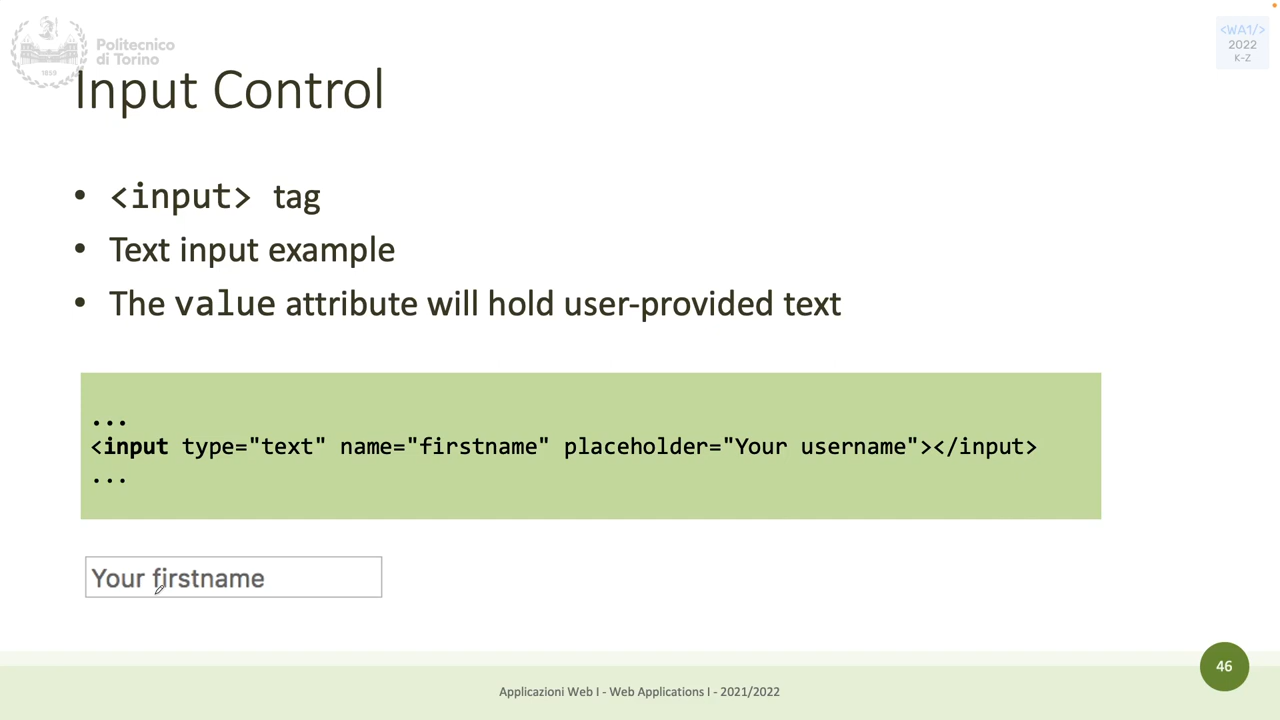 Politecnico
di Torino
1859
<WA1/>
2022
K-Z
Input Control
• <input> tag
• Text input example
• The value attribute will hold user-provided text
...
<input type="text" name="firstname" placeholder="Your username"></input>
...
Your firstname
46
Applicazioni Web I - Web Applications I - 2021/2022